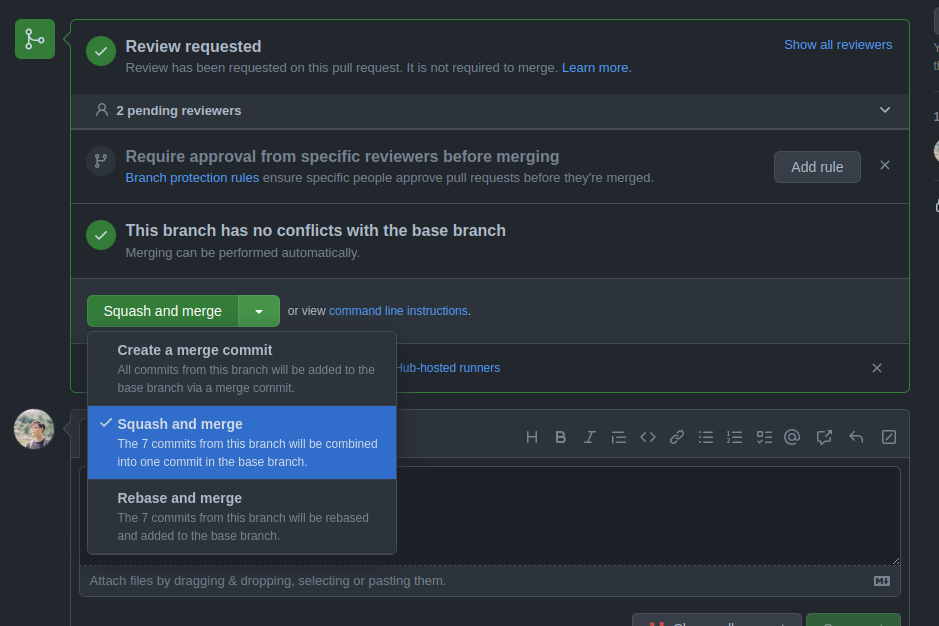 Review requested
Show all reviewers
Review has been requested on this pull request. It is not required to merge. Learn more.
2 pending reviewers
Require approval from specific reviewers before merging
Branch protection rules ensure specific people approve pull requests before they're merged.
Add rule
This branch has no conflicts with the base branch
Merging can be performed automatically.
Squash and merge
or view command line instructions.
Create a merge commit
All commits from this branch will be added to the
base branch via a merge commit.
Hub-hosted runners
Squash and merge
The 7 commits from this branch will be combined
into one commit in the base branch.
Rebase and merge
The 7 commits from this branch will be rebased
and added to the base branch.
Attach files by dragging & dropping, selecting or pasting them.